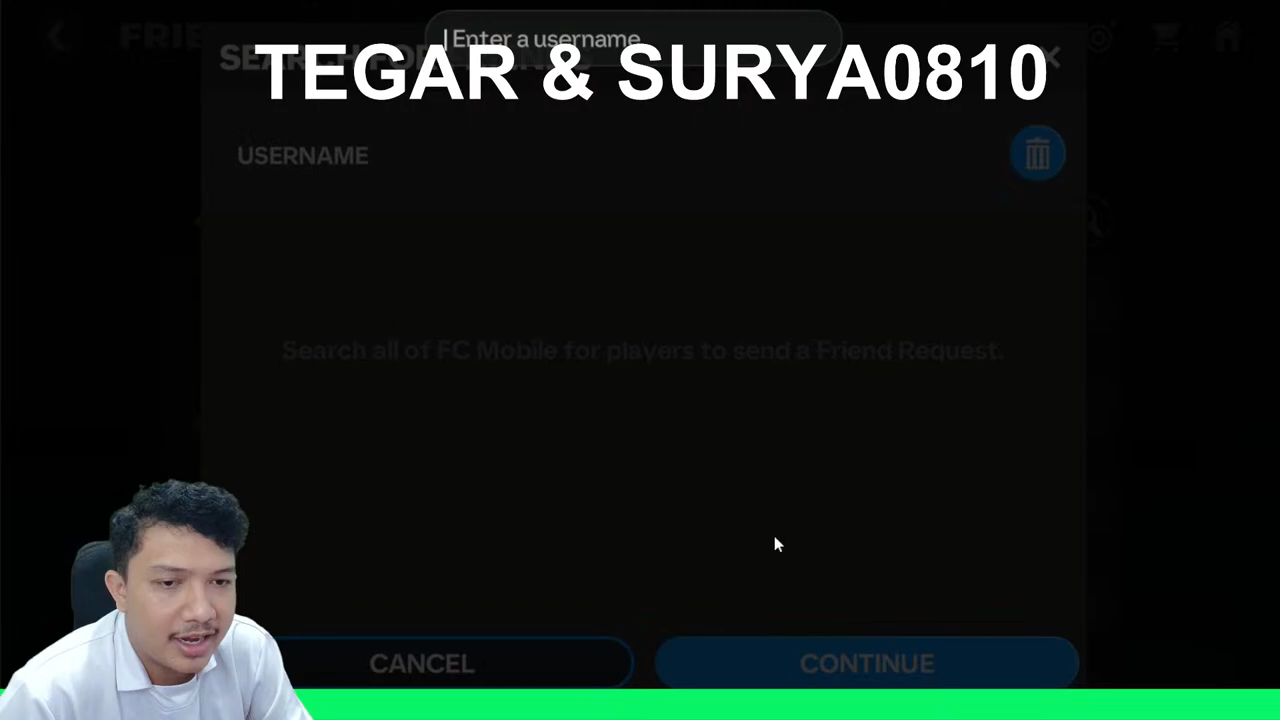 Enter a username
TEGAR & SURYA0810
USERNAME
Search all of FC Mobile for players to send a Friend Request.
CANCEL
CONTINUE